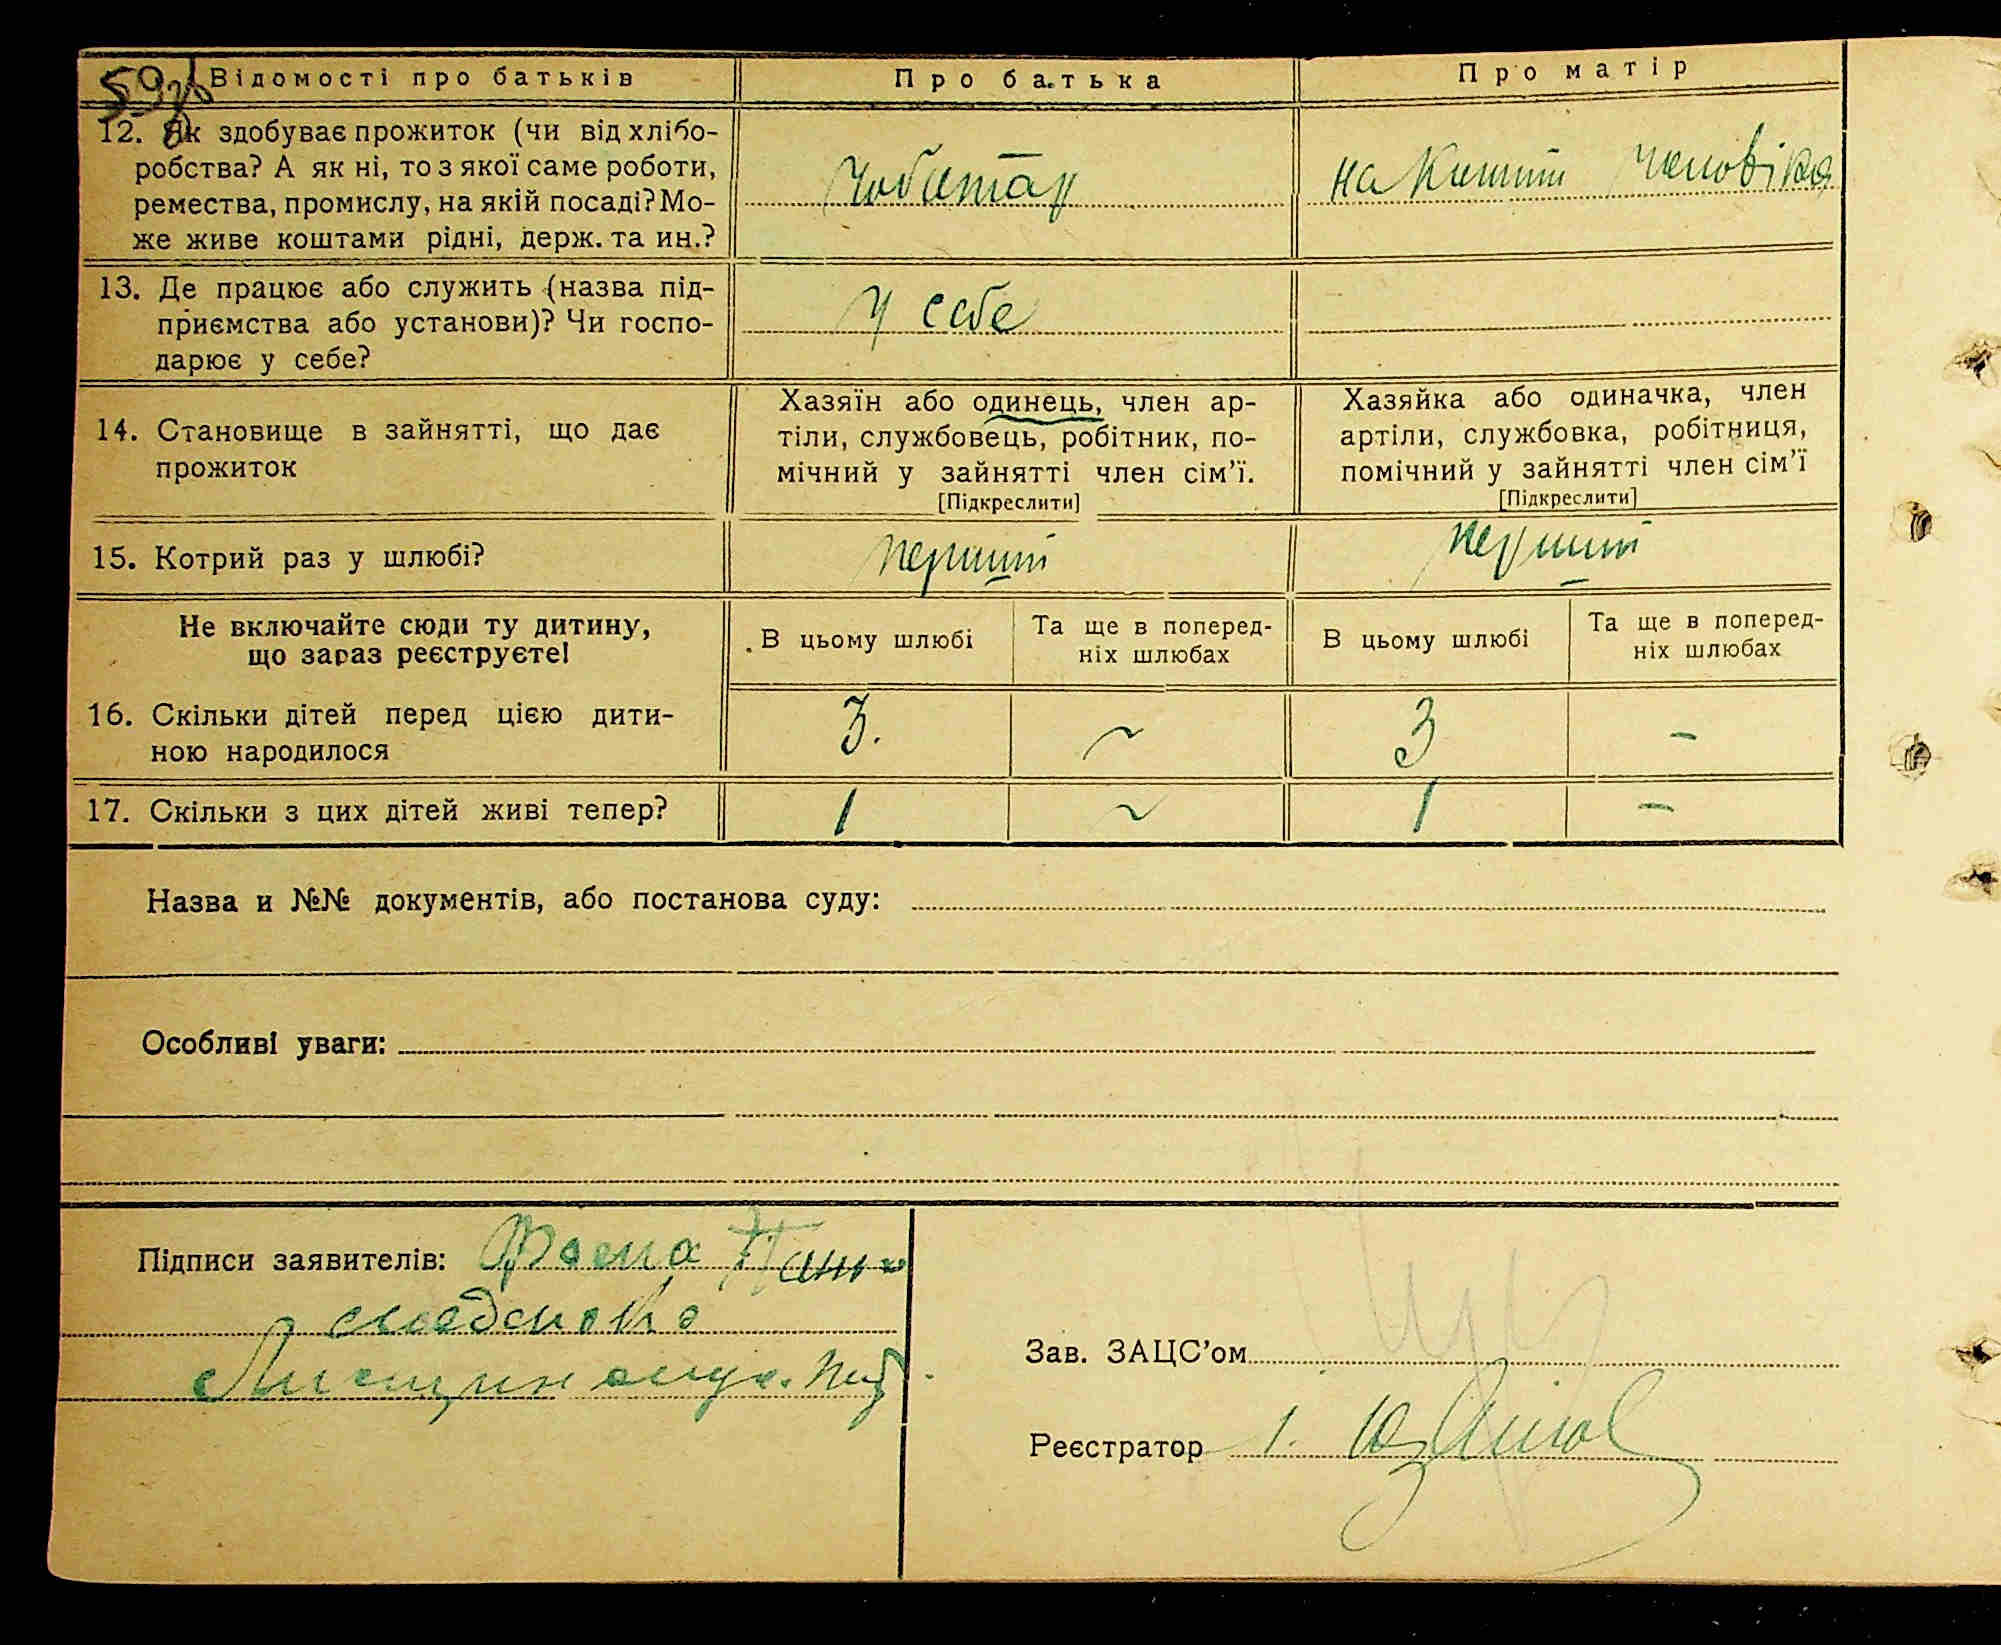 59
Відомості про батьків
Про батька
Про матір
12. Як здобуває прожиток (чи від хлібо-
робства? А як ні, то з якої саме роботи,
ремества, промислу, на якій посаді? Мо-
же живе коштами рідні, держ. та ин.?
Чоботар
на кошти чоловіка
13. Де працює або служить (назва під-
приємства або установи)? Чи госпо-
дарює у себе?
у себе
14. Становище в зайнятті, що дає
прожиток
Хазяїн або одинець, член ар-
тіли, службовець, робітник, по-
мічний у зайнятті член сім’ї.
[Підкреслити]
Хазяйка або одиначка, член
артіли, службовка, робітниця,
помічний у зайнятті член сім’ї
[Підкреслити]
15. Котрий раз у шлюбі?
перший
перший
Не включайте сюди ту дитину,
що зараз реєструєте!
В цьому шлюбі
Та ще в поперед-
ніх шлюбах
В цьому шлюбі
Та ще в поперед-
ніх шлюбах
16. Скільки дітей перед цією дити-
ною народилося
3. ~ 3 –
17. Скільки з цих дітей живі тепер?
1 ~ 1 –
Назва и №№ документів, або постанова суду:
Особливі уваги:
Підписи заявителів:
Зав. ЗАЦС’ом
Реєстратор